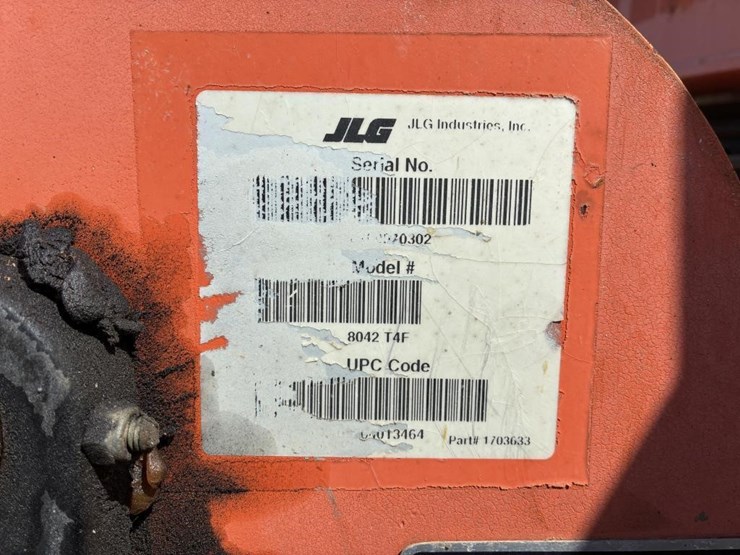 JLG JLG Industries, Inc.
Serial No.
Model #
8042 T4F
UPC Code
Part# 1703633